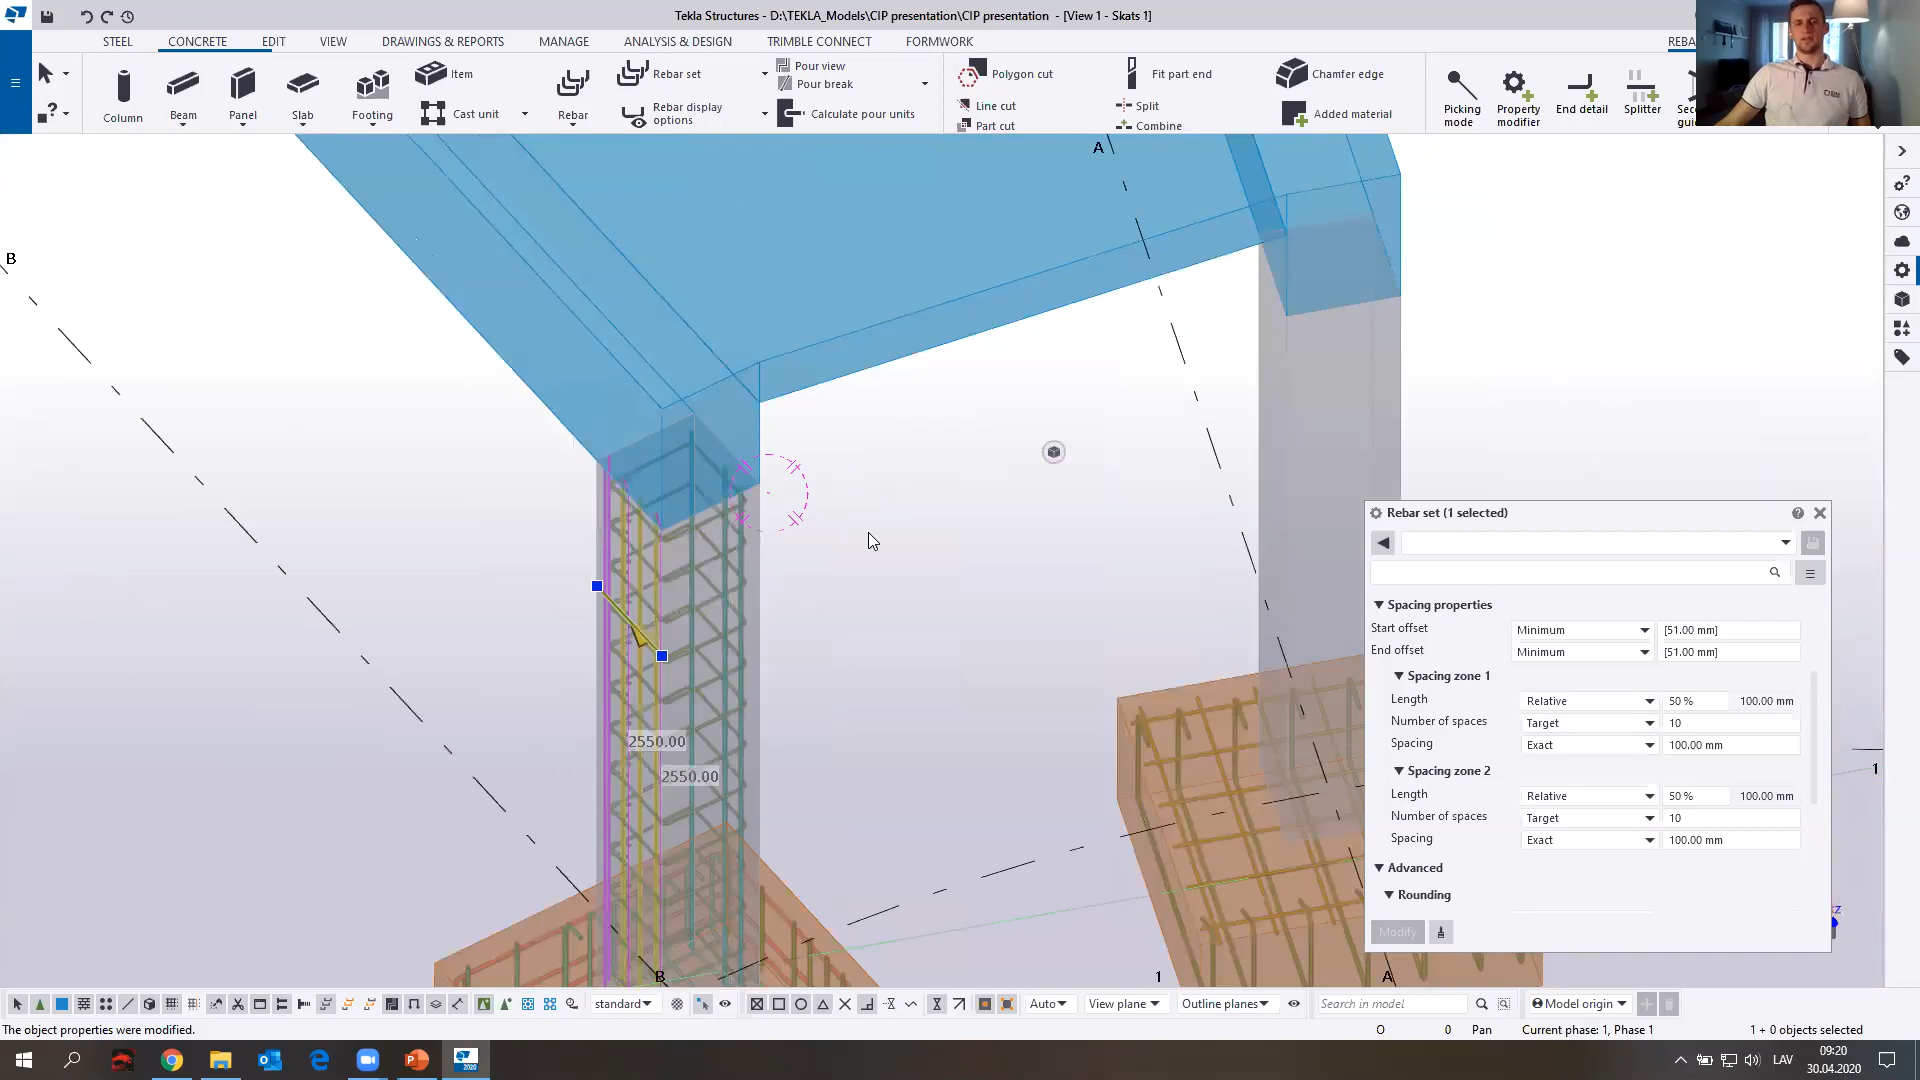 Tekla Structures - D:\TEKLA_Models\CIP presentation\CIP presentation - [View 1 - Skats 1]
STEEL CONCRETE EDIT VIEW DRAWINGS & REPORTS MANAGE ANALYSIS & DESIGN TRIMBLE CONNECT FORMWORK
Column
Beam
Panel
Slab
Footing
Item
Cast unit
Rebar
Rebar set
Rebar display
options
Pour view
Pour break
Calculate pour units
Polygon cut
Line cut
Part cut
Fit part end
Split
Combine
Chamfer edge
Added material
Picking
mode
Property
modifier
End detail
Splitter
A
B
2550.00
2550.00
B
1
A
1
Rebar set (1 selected)
Spacing properties
Start offset Minimum [51.00 mm]
End offset Minimum [51.00 mm]
Spacing zone 1
Length Relative 50 % 100.00 mm
Number of spaces Target 10
Spacing Exact 100.00 mm
Spacing zone 2
Length Relative 50 % 100.00 mm
Number of spaces Target 10
Spacing Exact 100.00 mm
Advanced
Rounding
Modify
standard
Auto
View plane
Outline planes
Search in model
Model origin
The object properties were modified.
O 0 Pan Current phase: 1, Phase 1 1 + 0 objects selected
LAV
09:20
30.04.2020